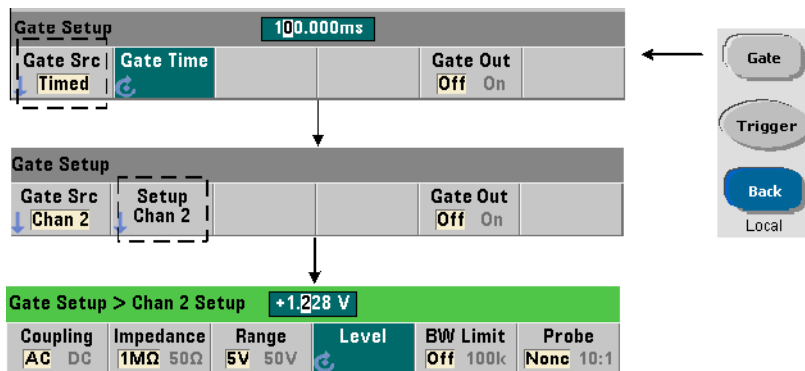 Gate Setup 100.000ms
Gate Src Gate Time Gate Out
Timed Off On
Gate
Trigger
Back
Local
Gate Setup
Gate Src Setup Gate Out
Chan 2 Chan 2 Off On
Gate Setup > Chan 2 Setup +1.228 V
Coupling Impedance Range Level BW Limit Probe
AC DC 1MΩ 50Ω 5V 50V Off 100k None 10:1